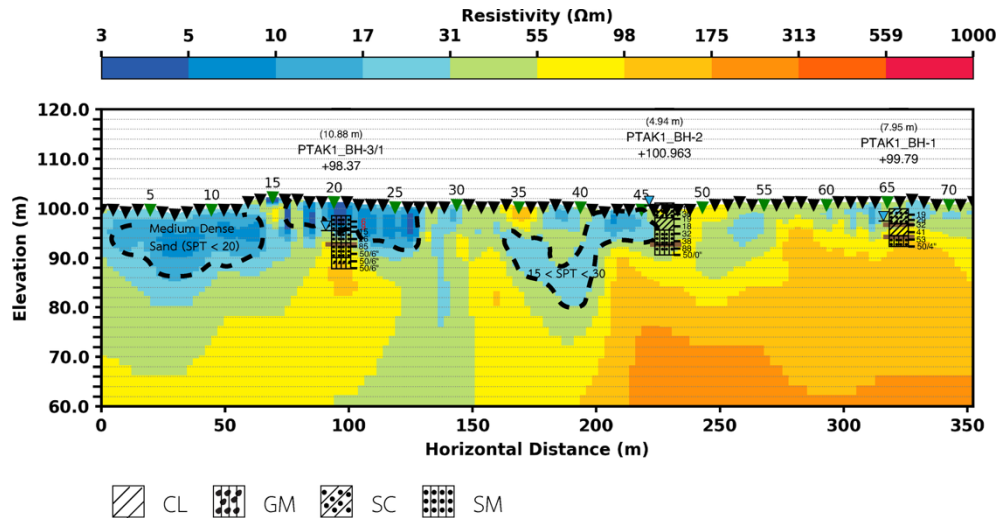 Resistivity (Ωm)
3 5 10 17 31 55 98 175 313 559 1000
120.0
110.0
100.0
90.0
80.0
70.0
60.0
Elevation (m)
(10.88 m)
PTAK1_BH-3/1
+98.37
(4.94 m)
PTAK1_BH-2
+100.963
(7.95 m)
PTAK1_BH-1
+99.79
5 10 15 20 25 30 35 40 45 50 55 60 65 70
Medium Dense
Sand (SPT < 20)
15 < SPT < 30
85
50/6"
50/6"
50/6"
18
32
38
50/0"
19
32
41
53
50/4"
0 50 100 150 200 250 300 350
Horizontal Distance (m)
CL GM SC SM